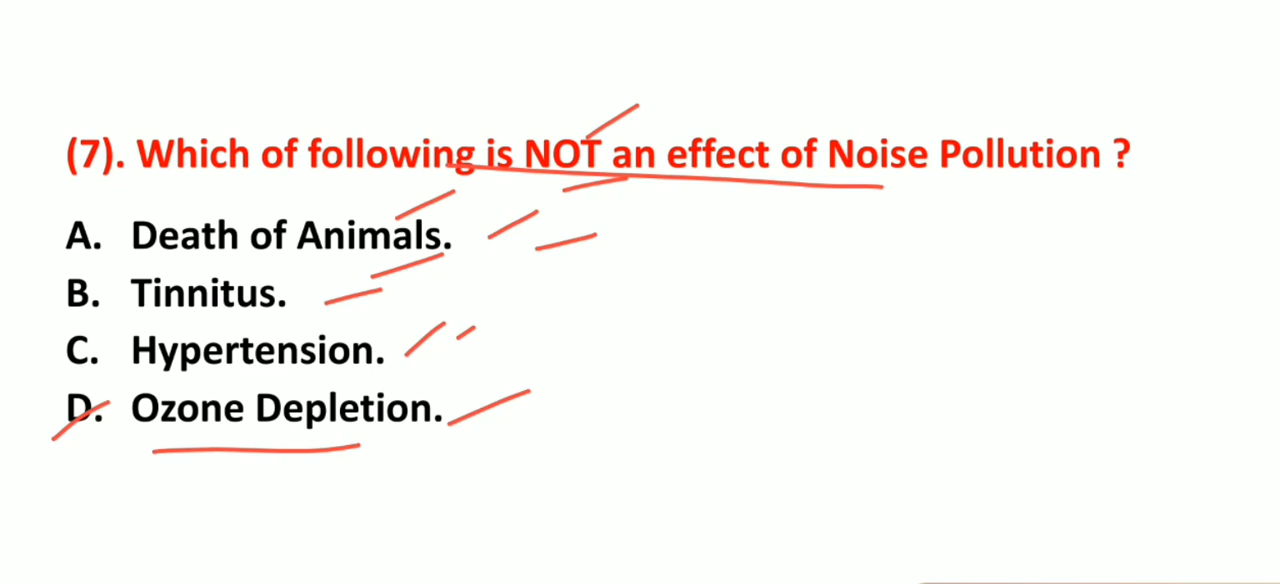 (7). Which of following is NOT an effect of Noise Pollution ?
A. Death of Animals.
B. Tinnitus.
C. Hypertension.
D. Ozone Depletion.